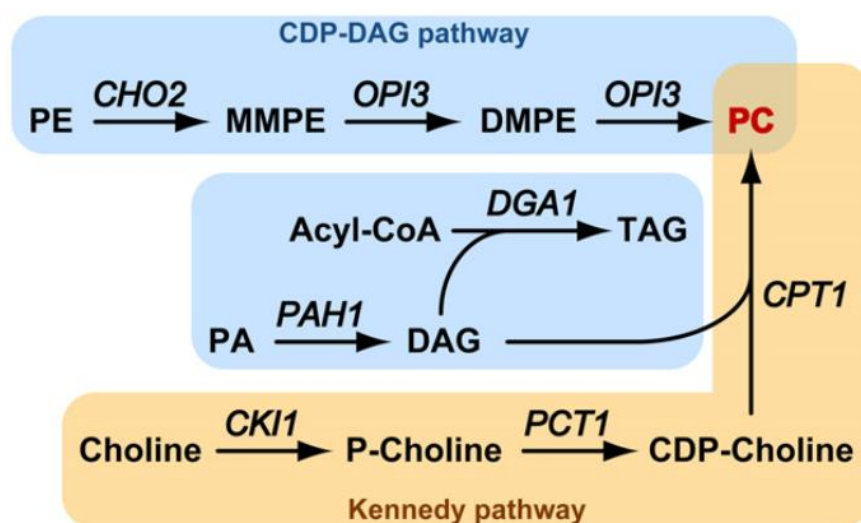 CDP-DAG pathway
CHO2 OPI3 OPI3
PE MMPE DMPE PC
DGA1
Acyl-CoA TAG
CPT1
PAH1
PA DAG
CKI1 PCT1
Choline P-Choline CDP-Choline
Kennedy pathway